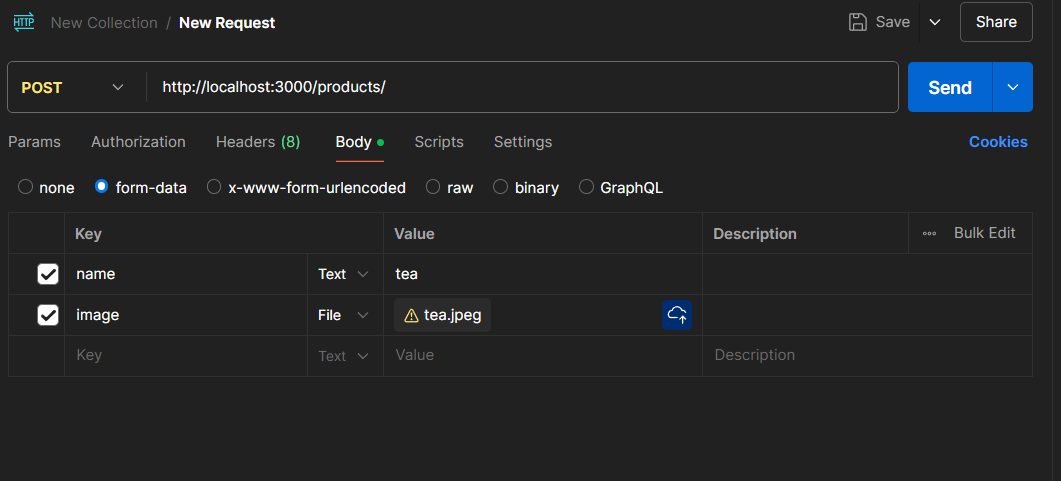 HTTP New Collection / New Request Save Share
POST http://localhost:3000/products/ Send
Params Authorization Headers (8) Body Scripts Settings Cookies
none form-data x-www-form-urlencoded raw binary GraphQL
Key Value Description Bulk Edit
name Text tea
image File tea.jpeg
Key Text Value Description